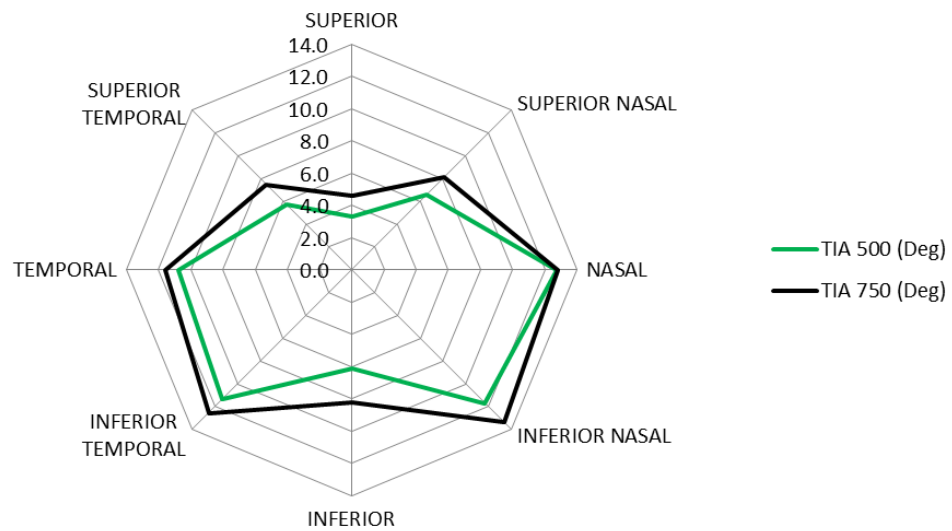 SUPERIOR
14.0
12.0
10.0
8.0
6.0
4.0
2.0
0.0
SUPERIOR
TEMPORAL
SUPERIOR NASAL
TEMPORAL
NASAL
TIA 500 (Deg)
TIA 750 (Deg)
INFERIOR
TEMPORAL
INFERIOR NASAL
INFERIOR